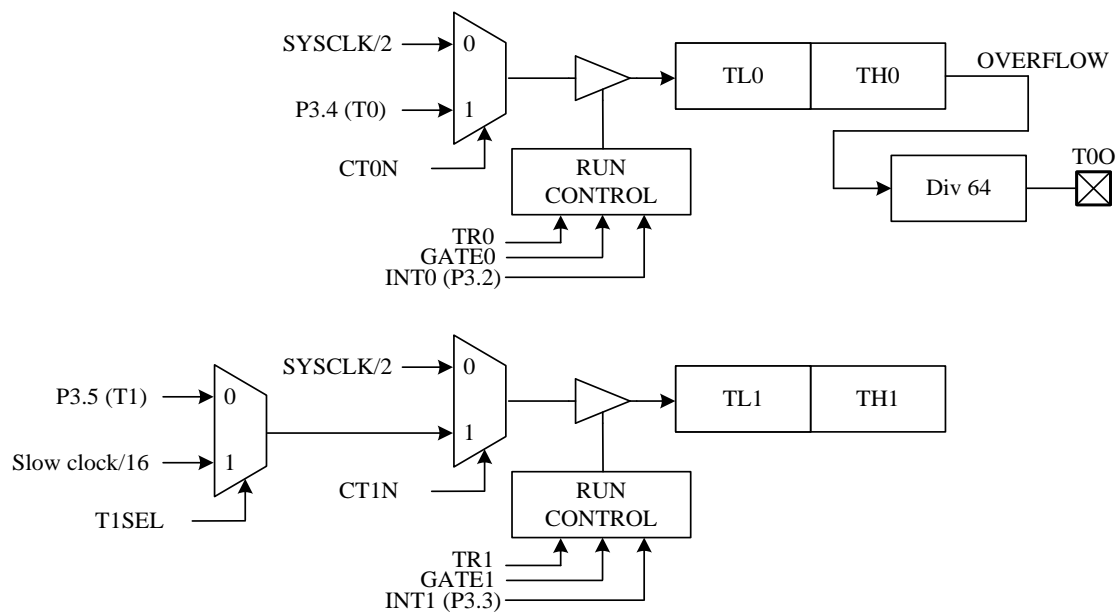 SYSCLK/2
0
TL0
TH0
OVERFLOW
P3.4 (T0)
1
CT0N
RUN
CONTROL
Div 64
T0O
TR0
GATE0
INT0 (P3.2)
SYSCLK/2
0
P3.5 (T1)
0
TL1
TH1
1
Slow clock/16
1
CT1N
RUN
CONTROL
T1SEL
TR1
GATE1
INT1 (P3.3)